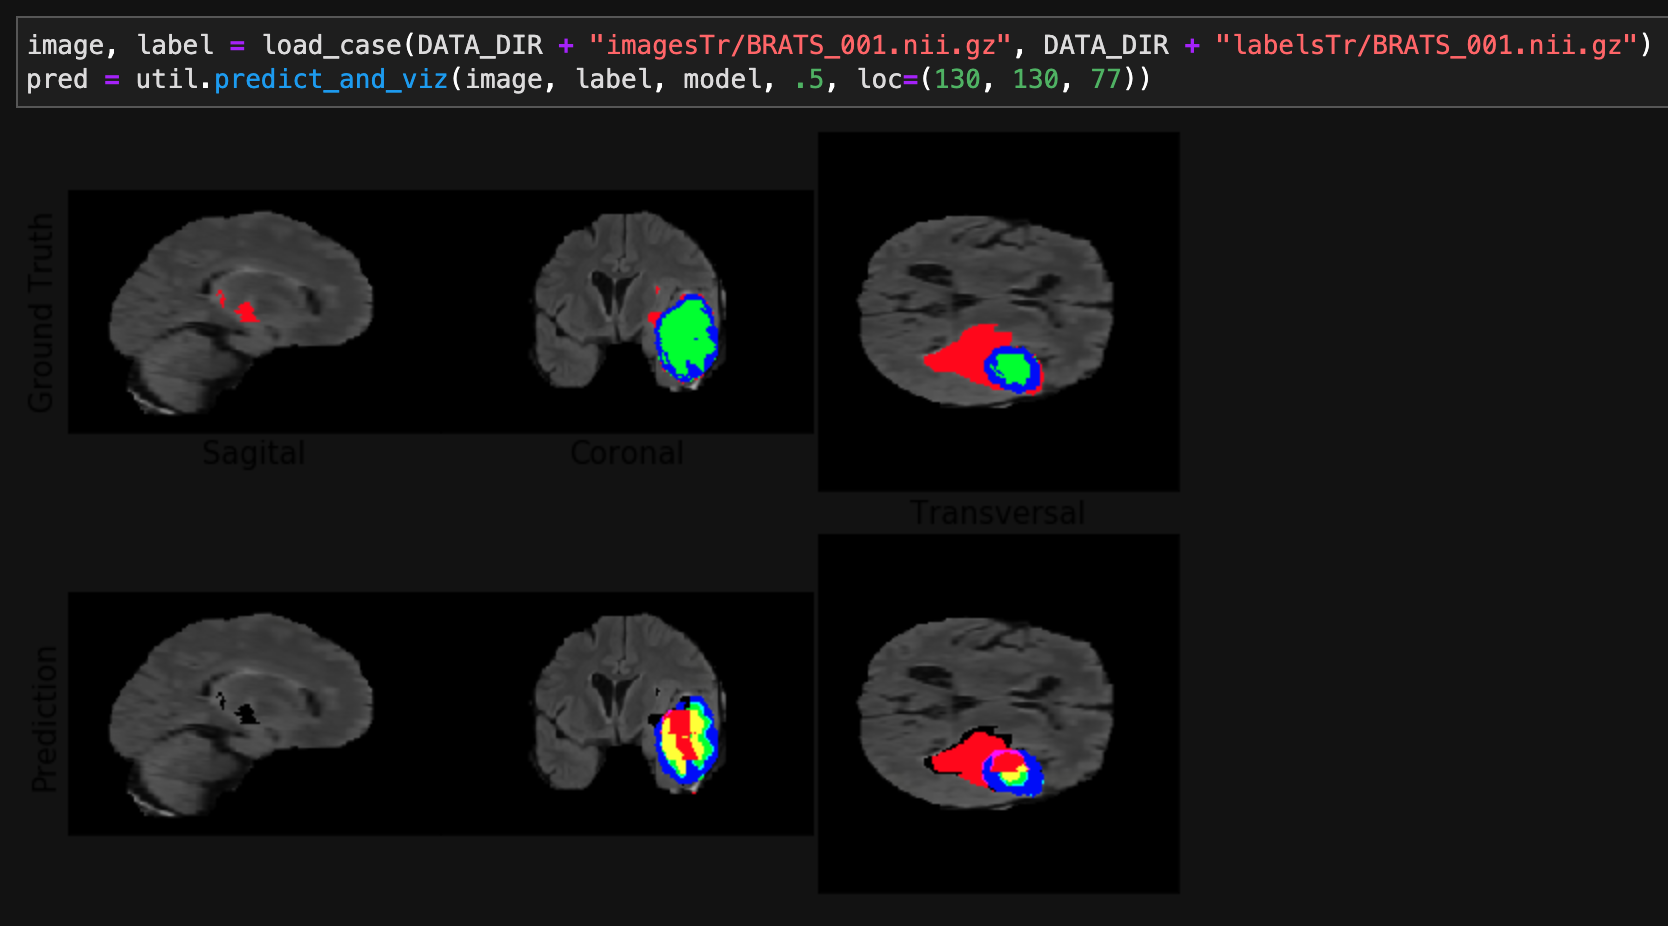 image, label = load_case(DATA_DIR + "imagesTr/BRATS_001.nii.gz", DATA_DIR + "labelsTr/BRATS_001.nii.gz")
pred = util.predict_and_viz(image, label, model, .5, loc=(130, 130, 77))
Ground Truth
Sagital
Coronal
Transversal
Prediction